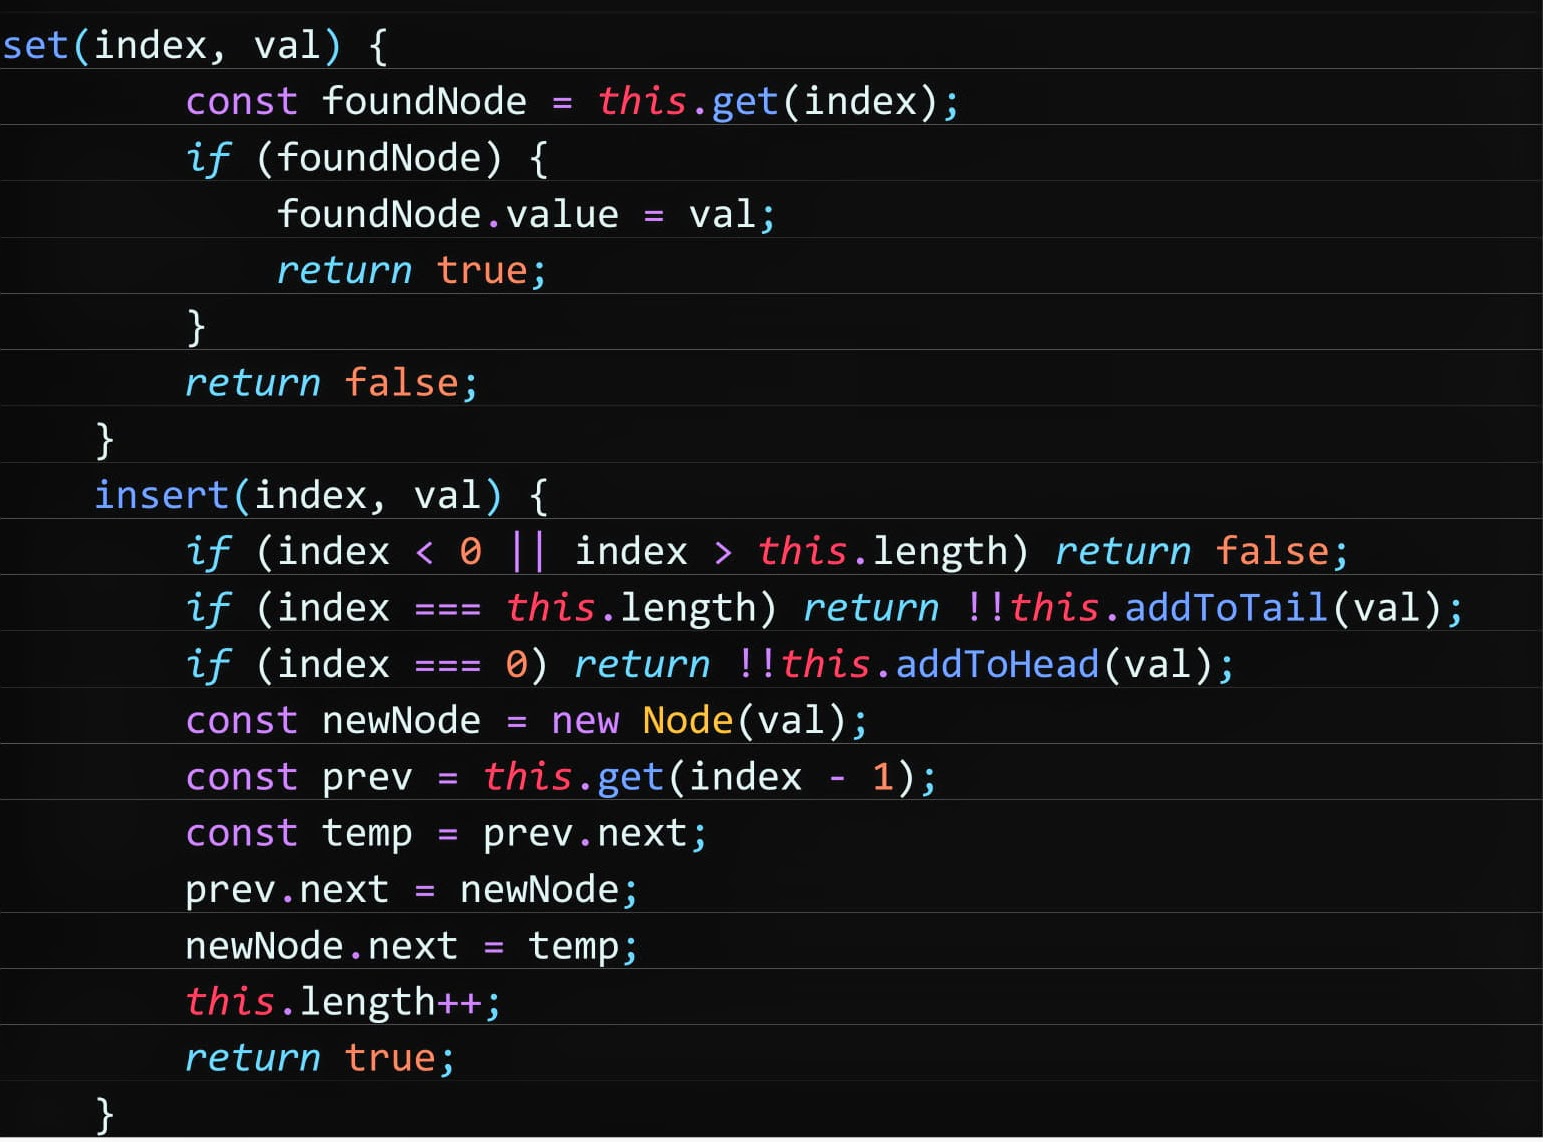 set(index, val) {
        const foundNode = this.get(index);
        if (foundNode) {
            foundNode.value = val;
            return true;
        }
        return false;
    }
    insert(index, val) {
        if (index < 0 || index > this.length) return false;
        if (index === this.length) return !!this.addToTail(val);
        if (index === 0) return !!this.addToHead(val);
        const newNode = new Node(val);
        const prev = this.get(index - 1);
        const temp = prev.next;
        prev.next = newNode;
        newNode.next = temp;
        this.length++;
        return true;
    }